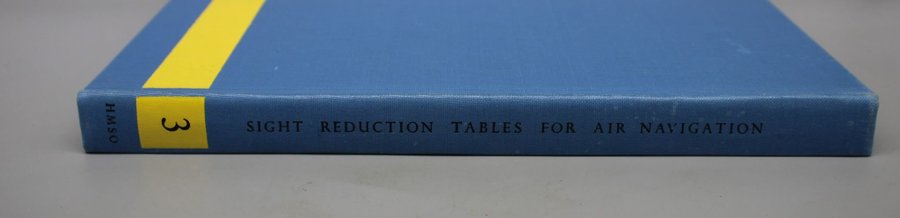 SIGHT REDUCTION TABLES FOR AIR NAVIGATION
3
HMSO